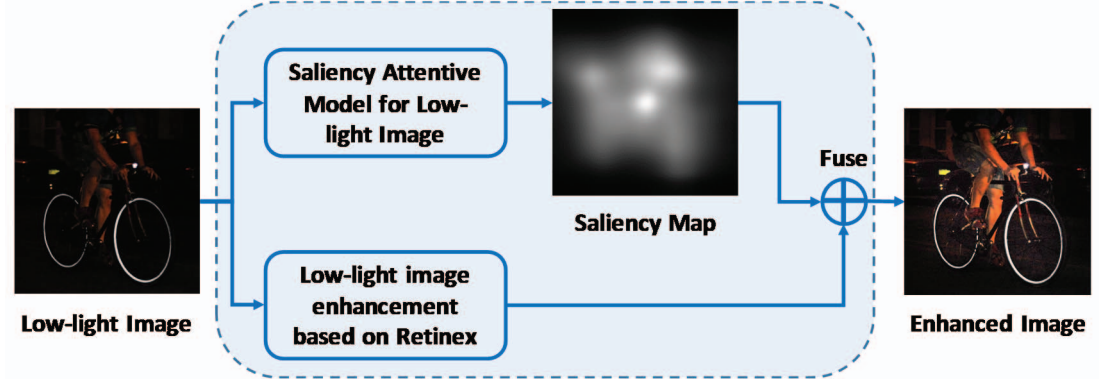 Saliency Attentive
Model for Low-
light Image
Fuse
Saliency Map
Low-light image
enhancement
based on Retinex
Low-light Image
Enhanced Image